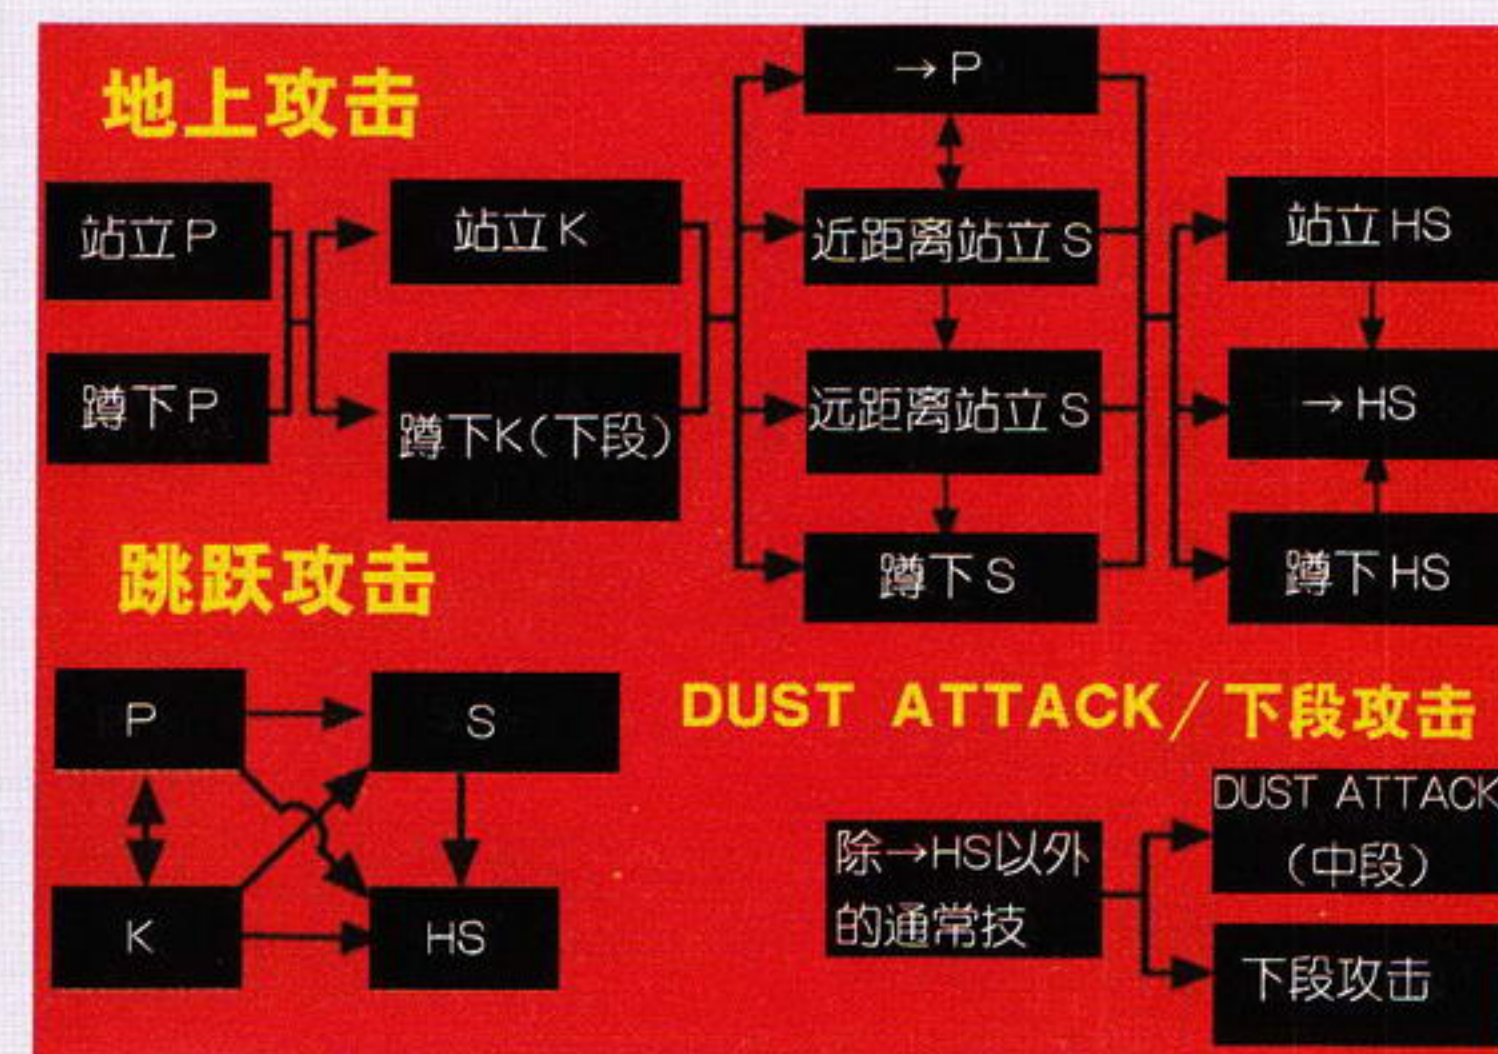 地上攻击
站立P
蹲下P
站立K
蹲下K(下段)
→P
近距离站立S
远距离站立S
蹲下S
站立HS
→HS
蹲下HS
跳跃攻击
P
S
K
HS
DUST ATTACK/下段攻击
除→HS以外
的通常技
DUST ATTACK
(中段)
下段攻击